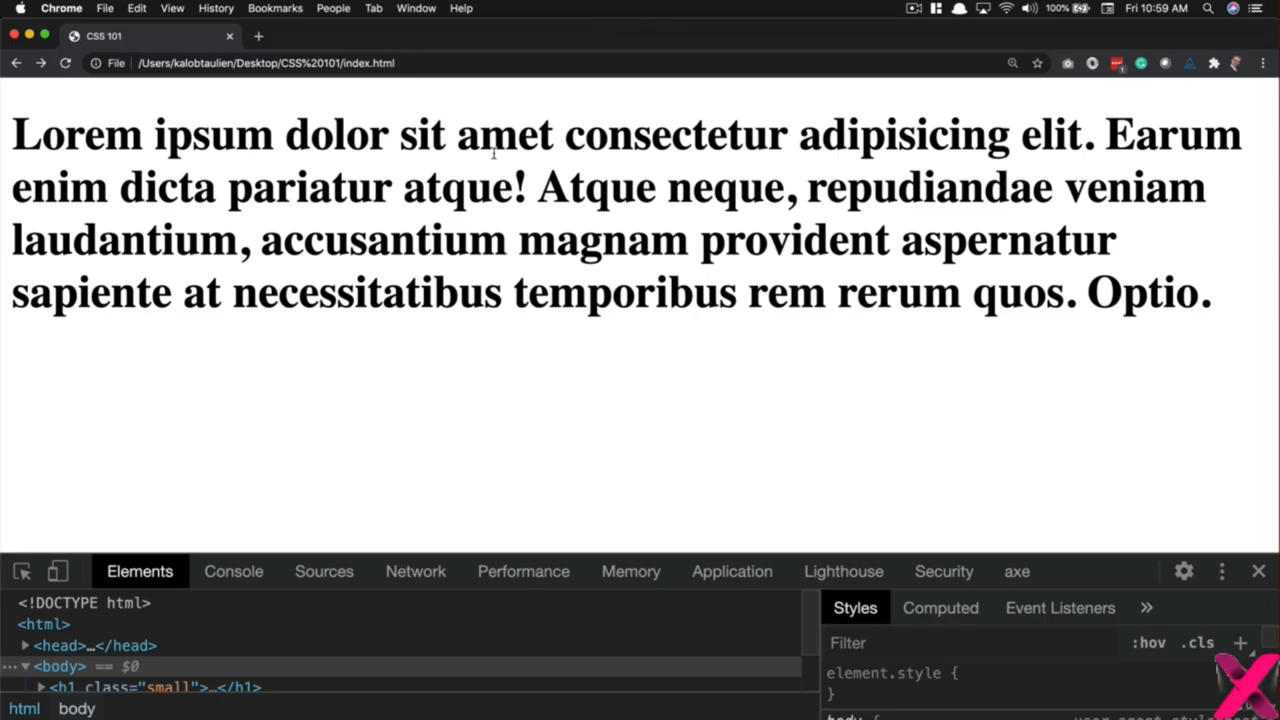 Chrome File Edit View History Bookmarks People Tab Window Help 100% Fri 10:59 AM
CSS 101
File /Users/kalobtaulien/Desktop/CSS%20101/index.html
Lorem ipsum dolor sit amet consectetur adipisicing elit. Earum
enim dicta pariatur atque! Atque neque, repudiandae veniam
laudantium, accusantium magnam provident aspernatur
sapiente at necessitatibus temporibus rem rerum quos. Optio.
Elements Console Sources Network Performance Memory Application Lighthouse Security axe
<!DOCTYPE html>
<html>
<head>…</head>
<body> == $0
<h1 class="small">…</h1>
html body
Styles Computed Event Listeners »
Filter :hov .cls +
element.style {
}
body { user agent stylesheet